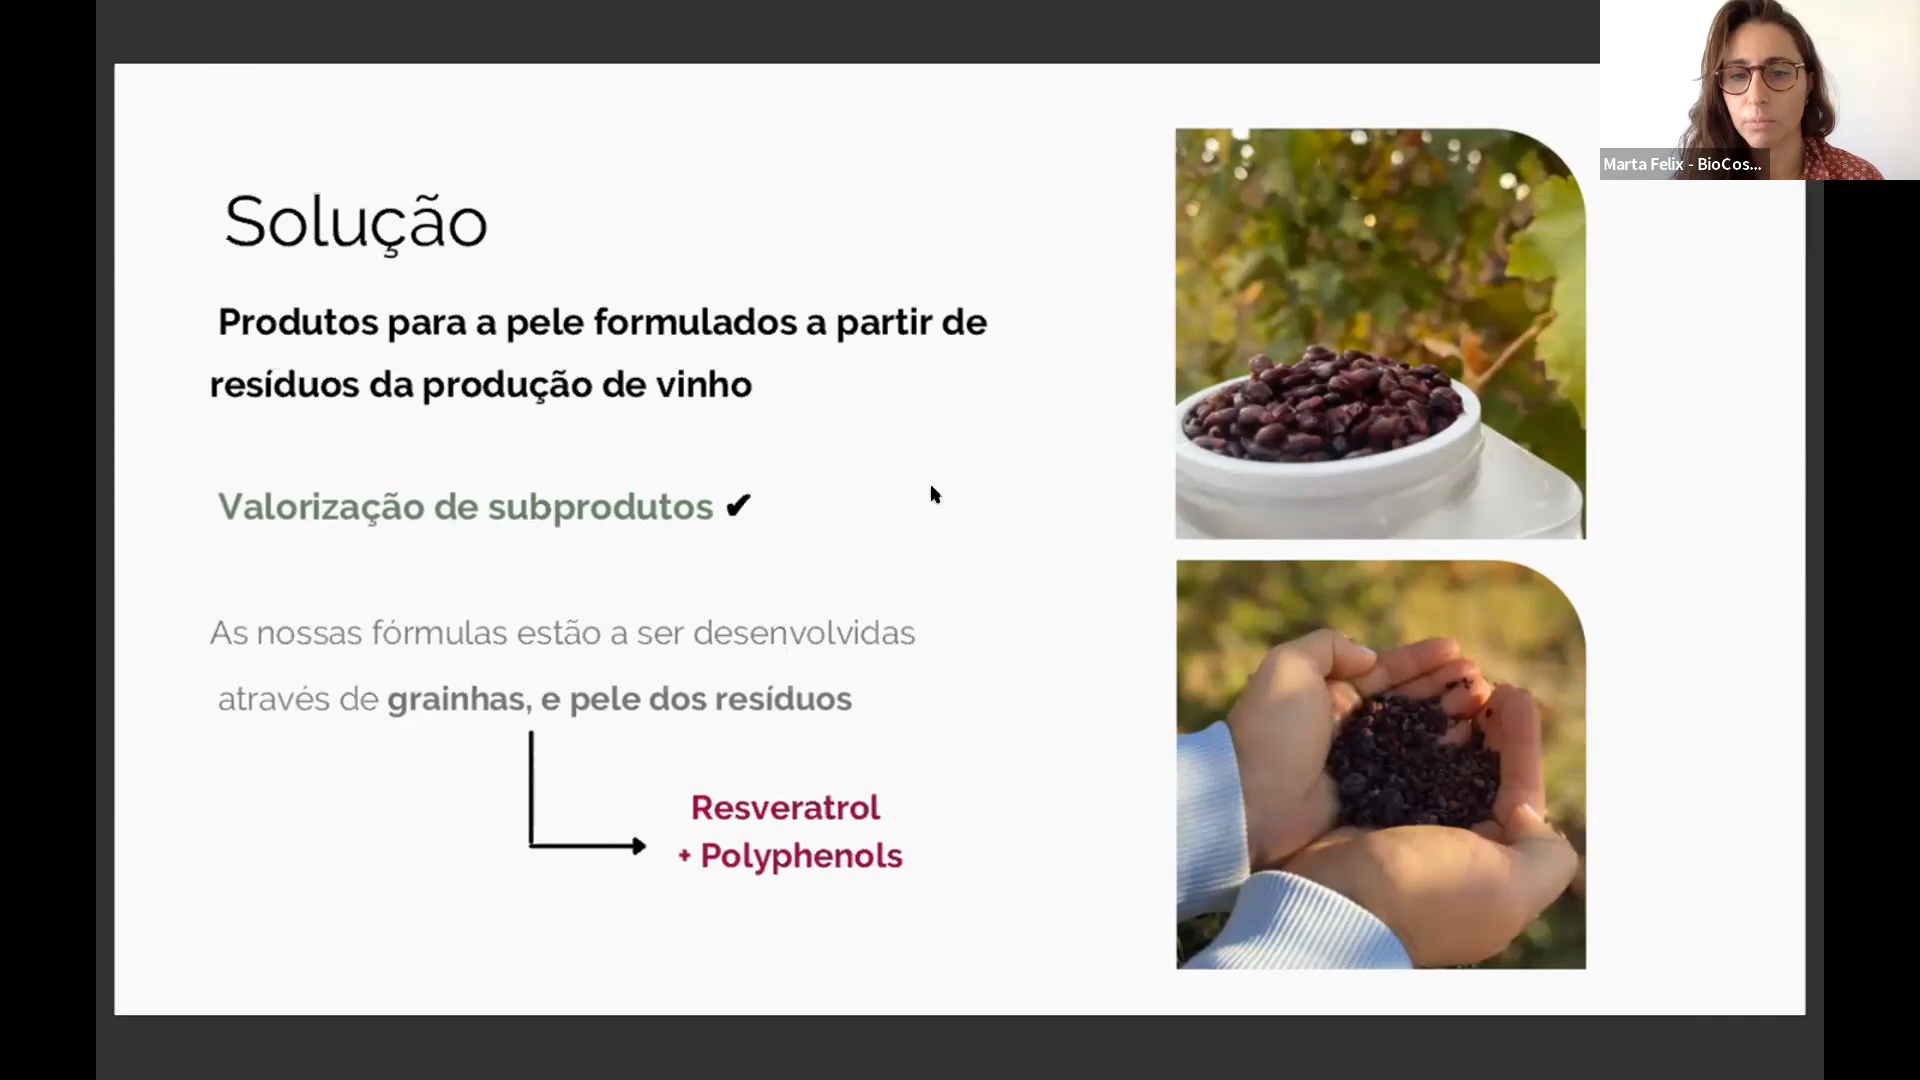 Solução
Produtos para a pele formulados a partir de
resíduos da produção de vinho
Valorização de subprodutos ✔
As nossas fórmulas estão a ser desenvolvidas
através de grainhas, e pele dos resíduos
Resveratrol
+ Polyphenols
Marta Felix - BioCos...